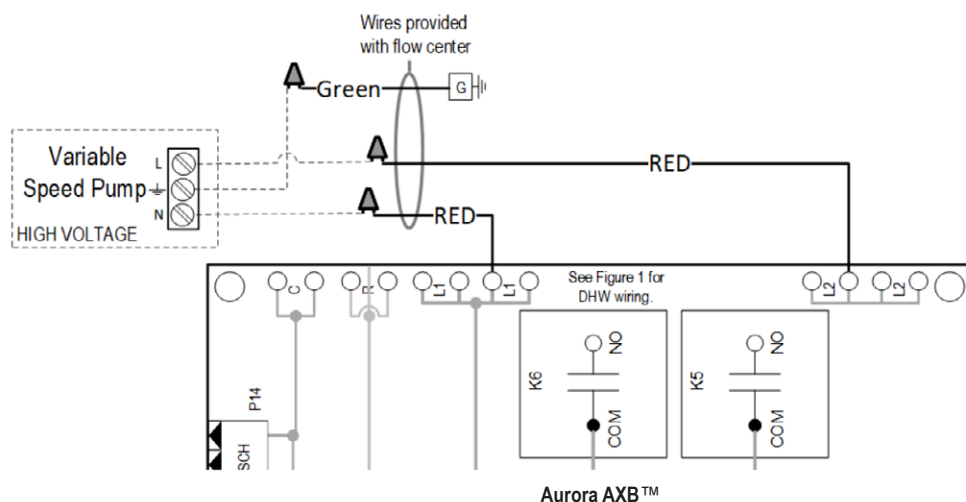 Wires provided
with flow center
Green
G
Variable
Speed Pump
L
N
HIGH VOLTAGE
RED
RED
C
R
L1
L1
See Figure 1 for
DHW wiring.
L2
L2
K6
NO
COM
K5
NO
COM
P14
SCH
Aurora AXB™